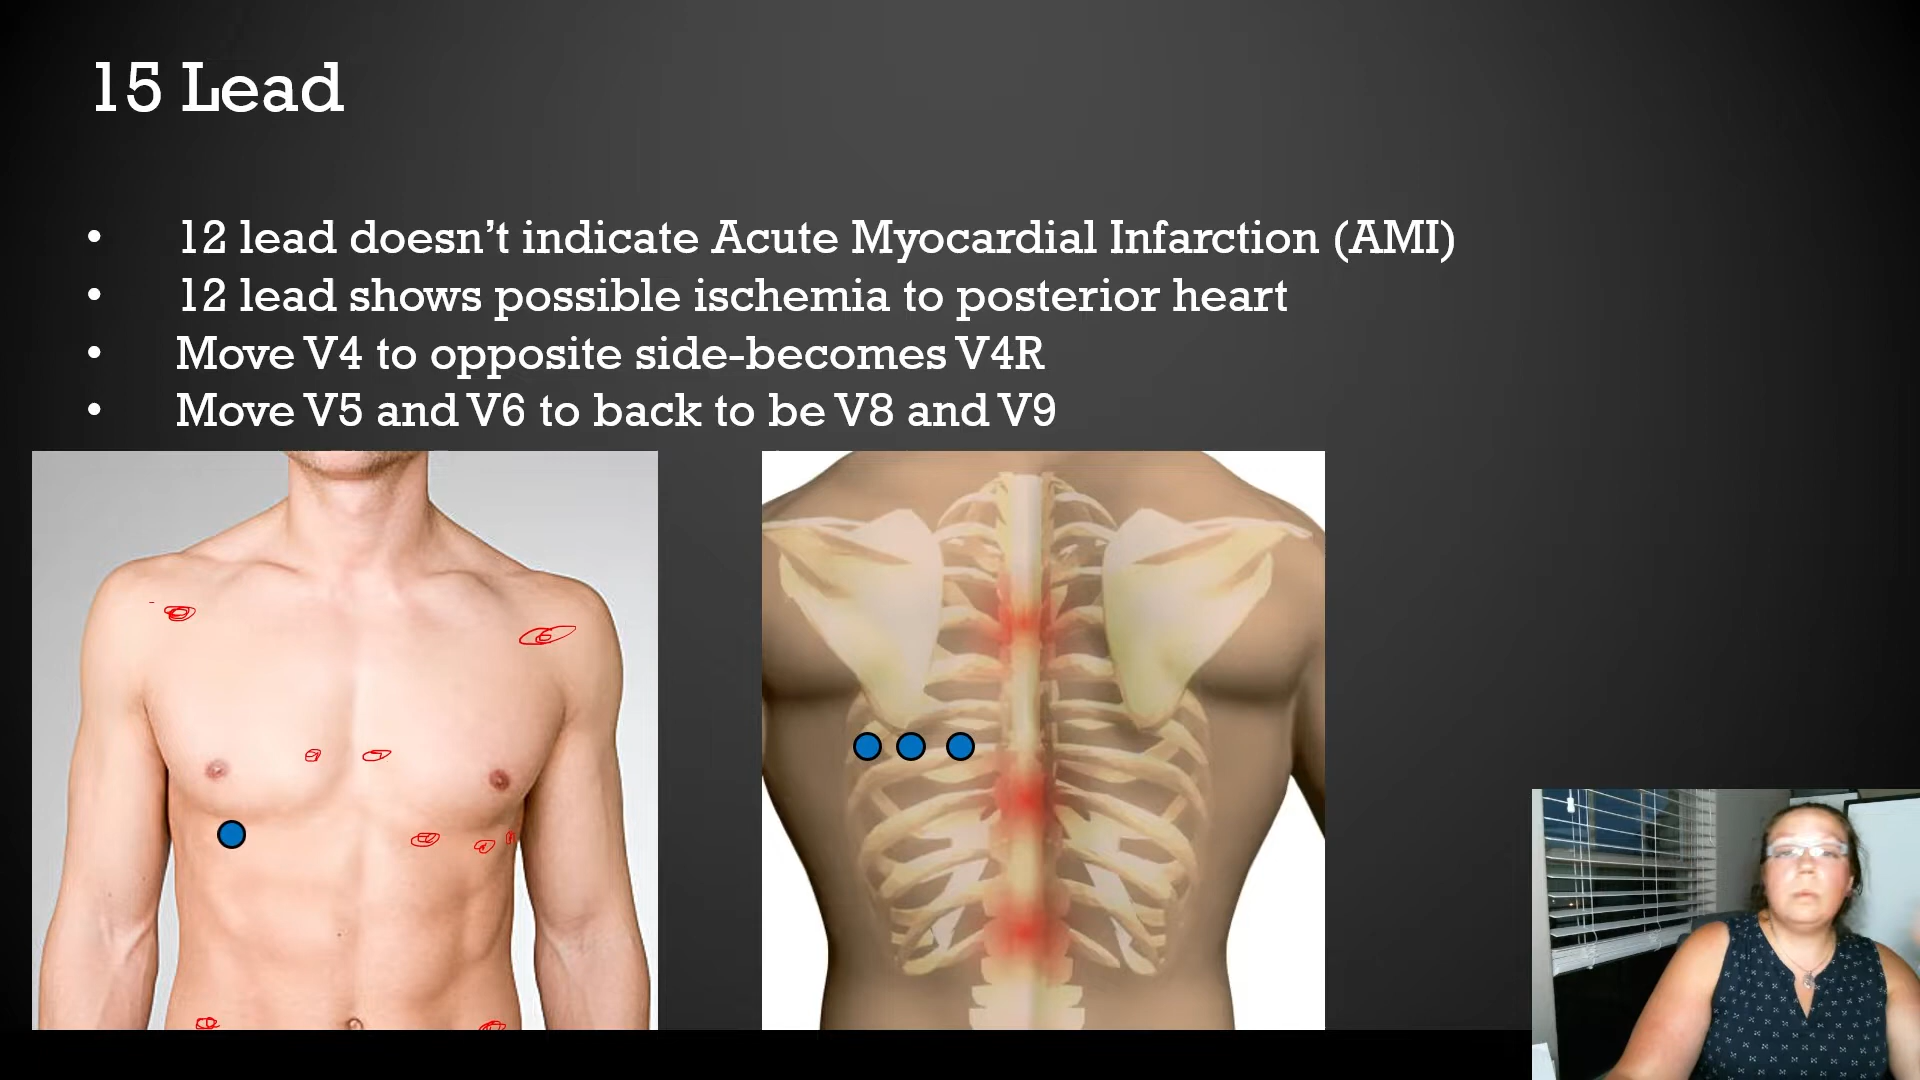 15 Lead
• 12 lead doesn’t indicate Acute Myocardial Infarction (AMI)
• 12 lead shows possible ischemia to posterior heart
• Move V4 to opposite side-becomes V4R
• Move V5 and V6 to back to be V8 and V9